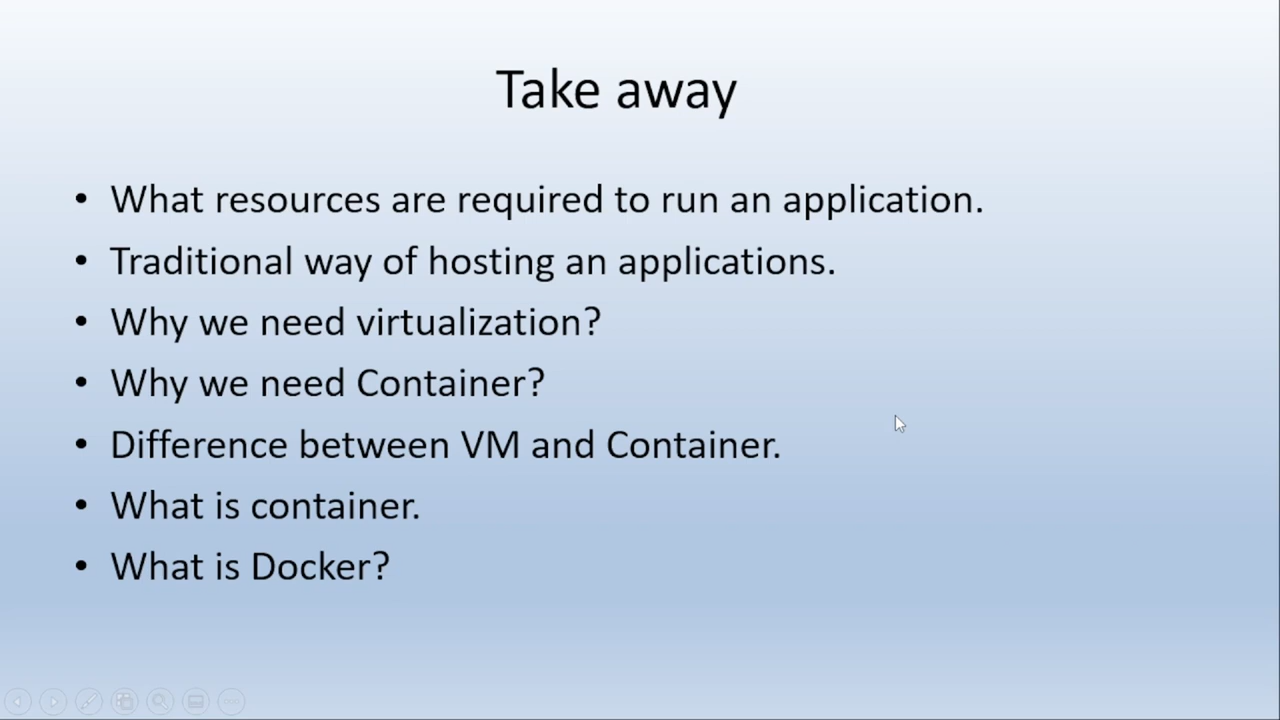 Take away
• What resources are required to run an application.
• Traditional way of hosting an applications.
• Why we need virtualization?
• Why we need Container?
• Difference between VM and Container.
• What is container.
• What is Docker?